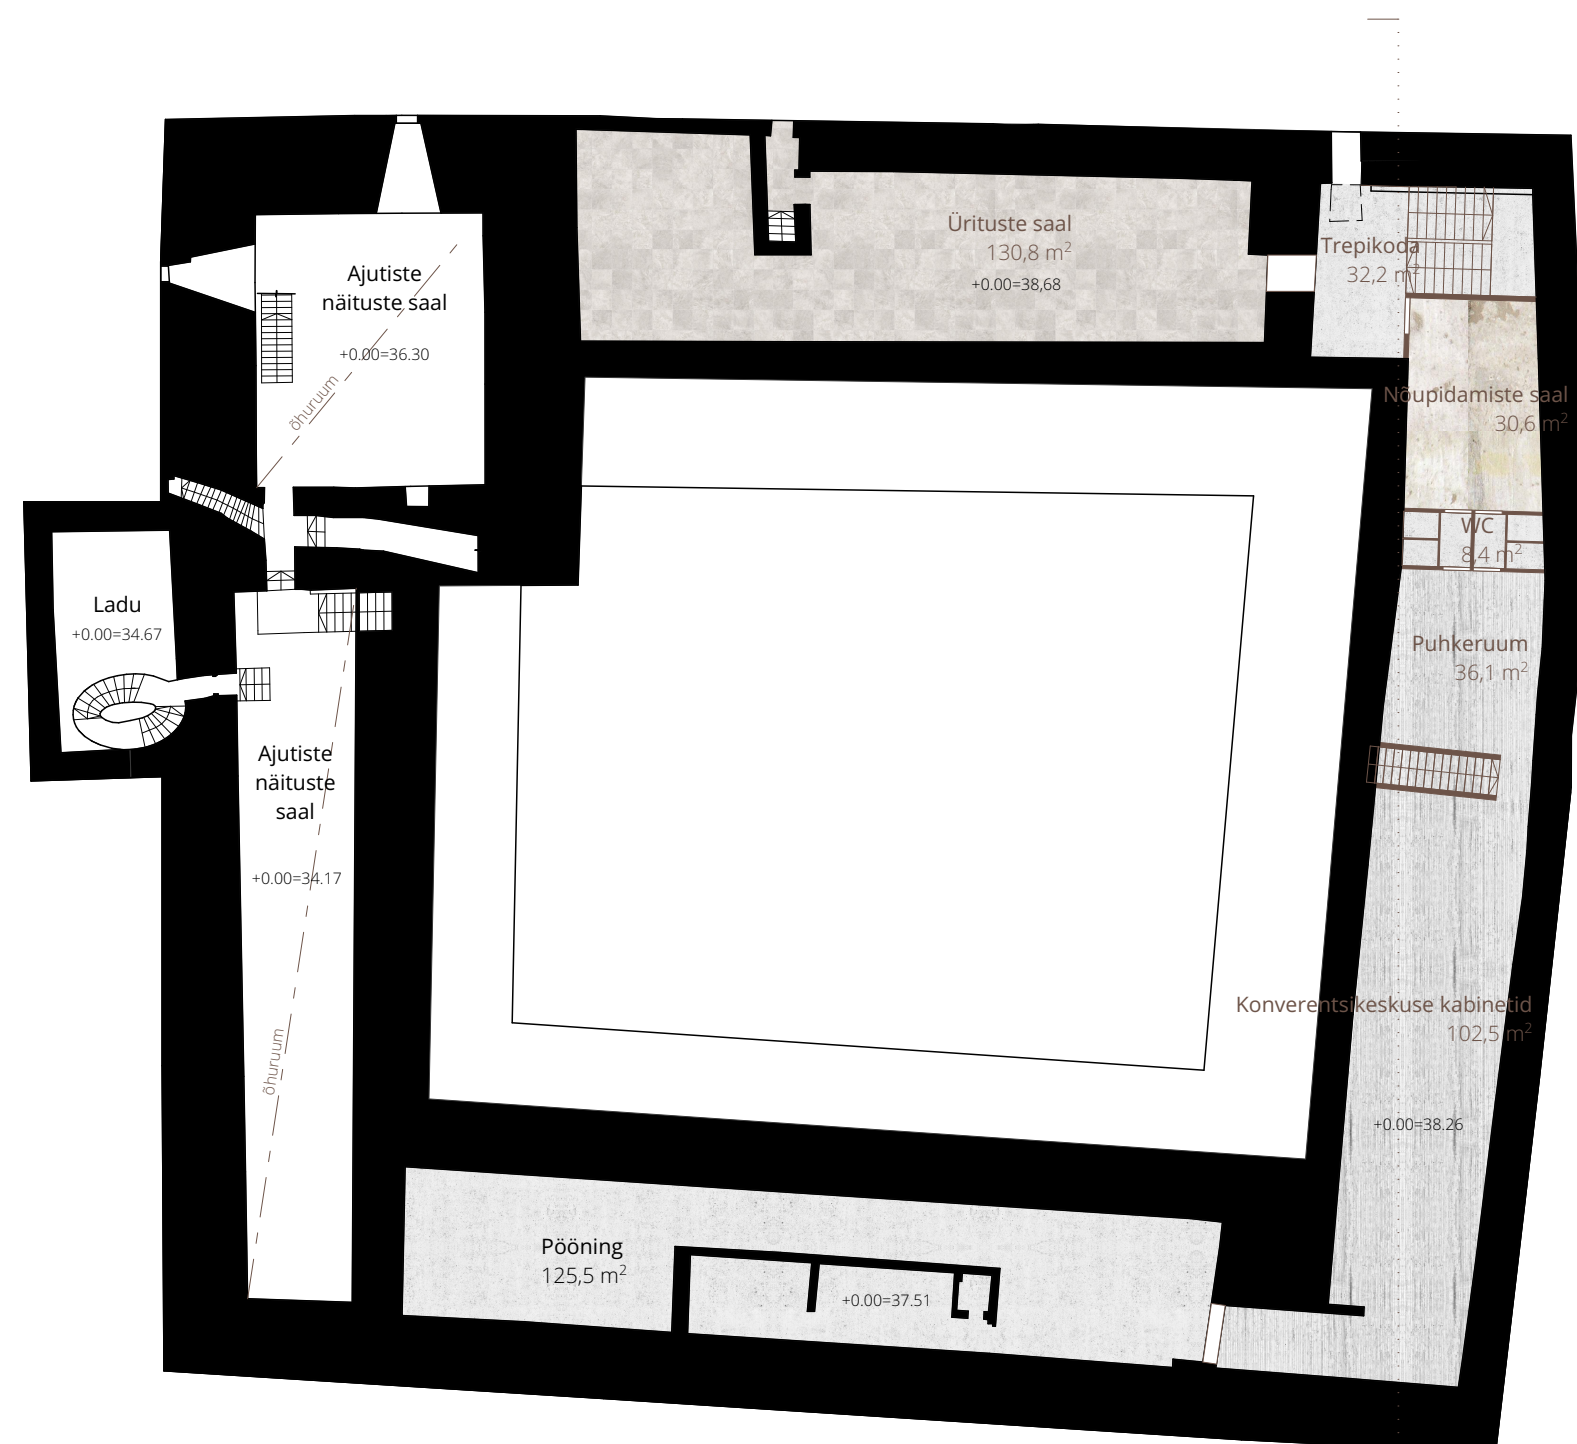 Ürituste saal
130,8 m²
+0.00=38,68
Trepikoda
32,2 m²
Ajutiste
näituste saal
+0.00=36.30
õhuruum
Nõupidamiste saal
30,6 m²
WC
8,4 m²
Ladu
+0.00=34.67
Puhkeruum
36,1 m²
Ajutiste
näituste
saal
+0.00=34.17
õhuruum
Konverentsikeskuse kabinetid
102,5 m²
+0.00=38.26
Pööning
125,5 m²
+0.00=37.51